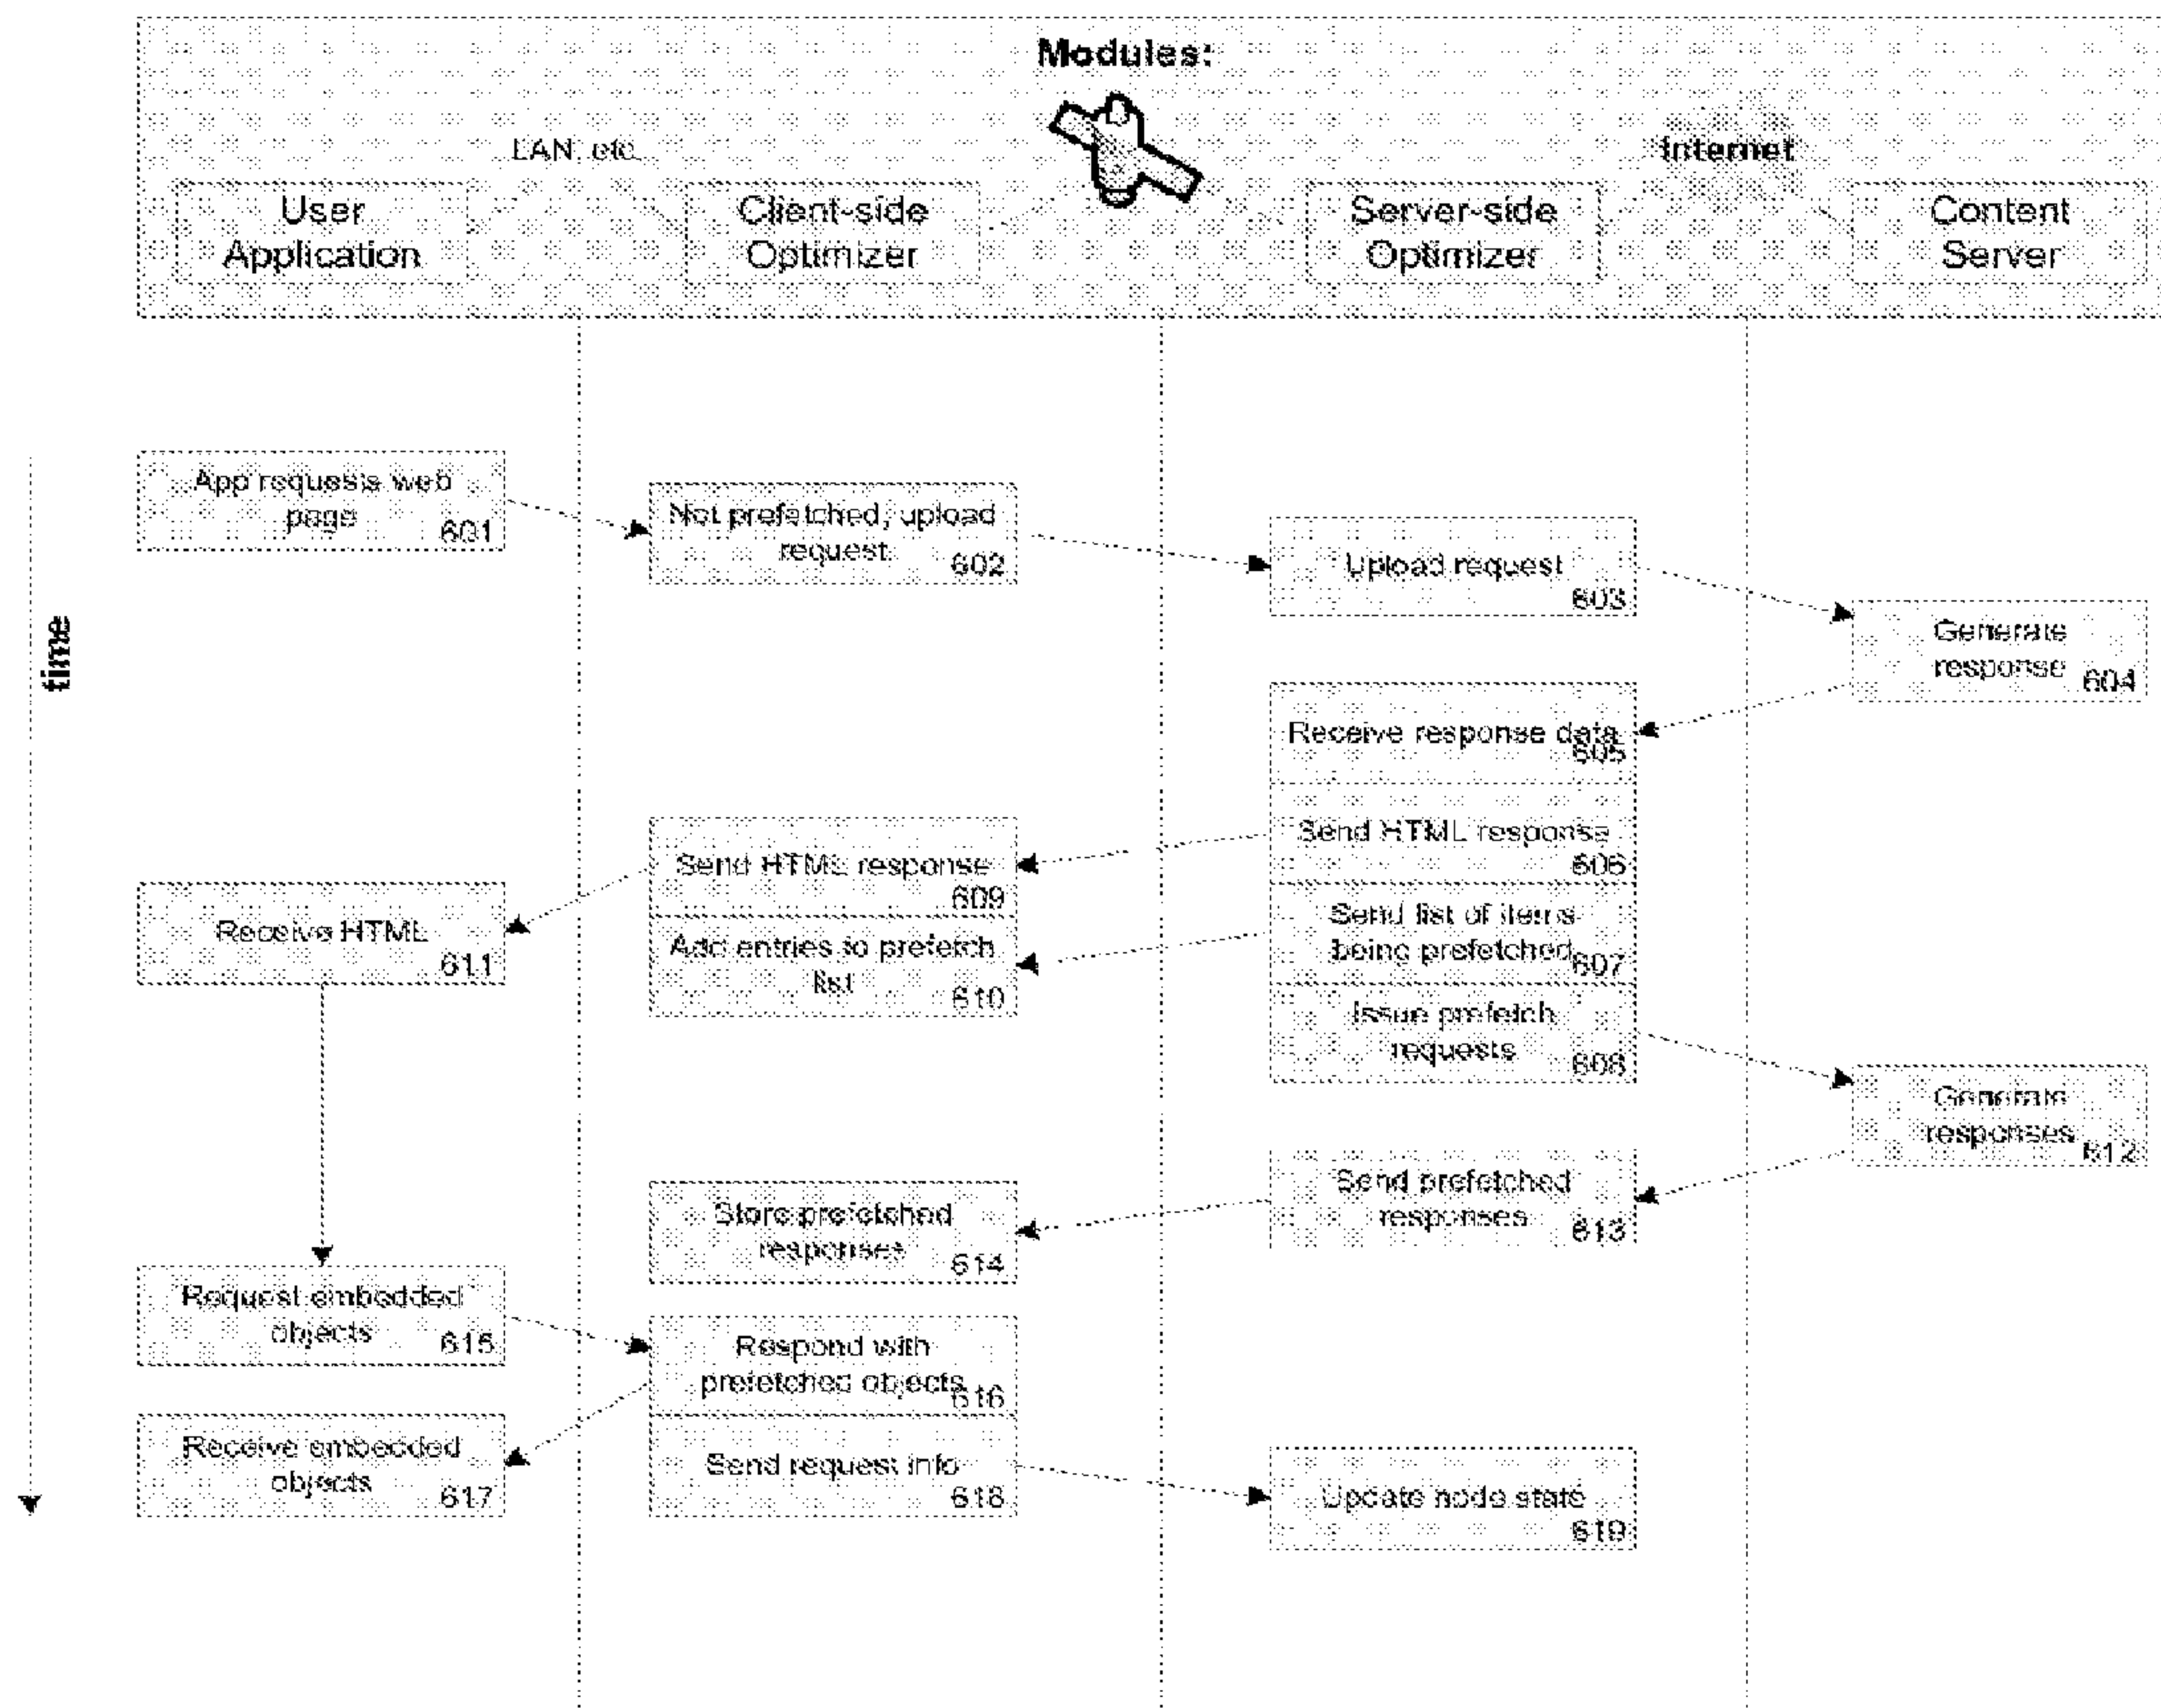 Modules:
LAN, etc.
Internet
User
Application
Client-side
Optimizer
Server-side
Optimizer
Content
Server
time
App requests web
page
601
Not prefetched, upload
request
602
Upload request
603
Generate
response
604
Receive response data
605
Send HTML response
606
Send list of items
being prefetched
607
Issue prefetch
requests
608
Send HTML response
609
Add entries to prefetch
list
610
Receive HTML
611
Generate
responses
612
Send prefetched
responses
613
Store prefetched
responses
614
Request embedded
objects
615
Respond with
prefetched objects
616
Receive embedded
objects
617
Send request info
618
Update node state
619